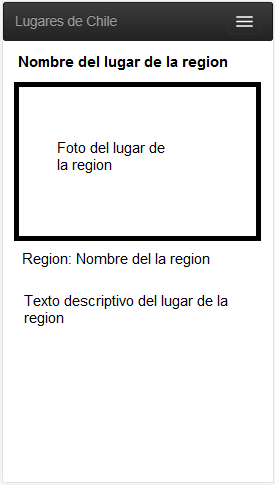 Lugares de Chile
Nombre del lugar de la region
Foto del lugar de
la region
Region: Nombre del la region
Texto descriptivo del lugar de la
region